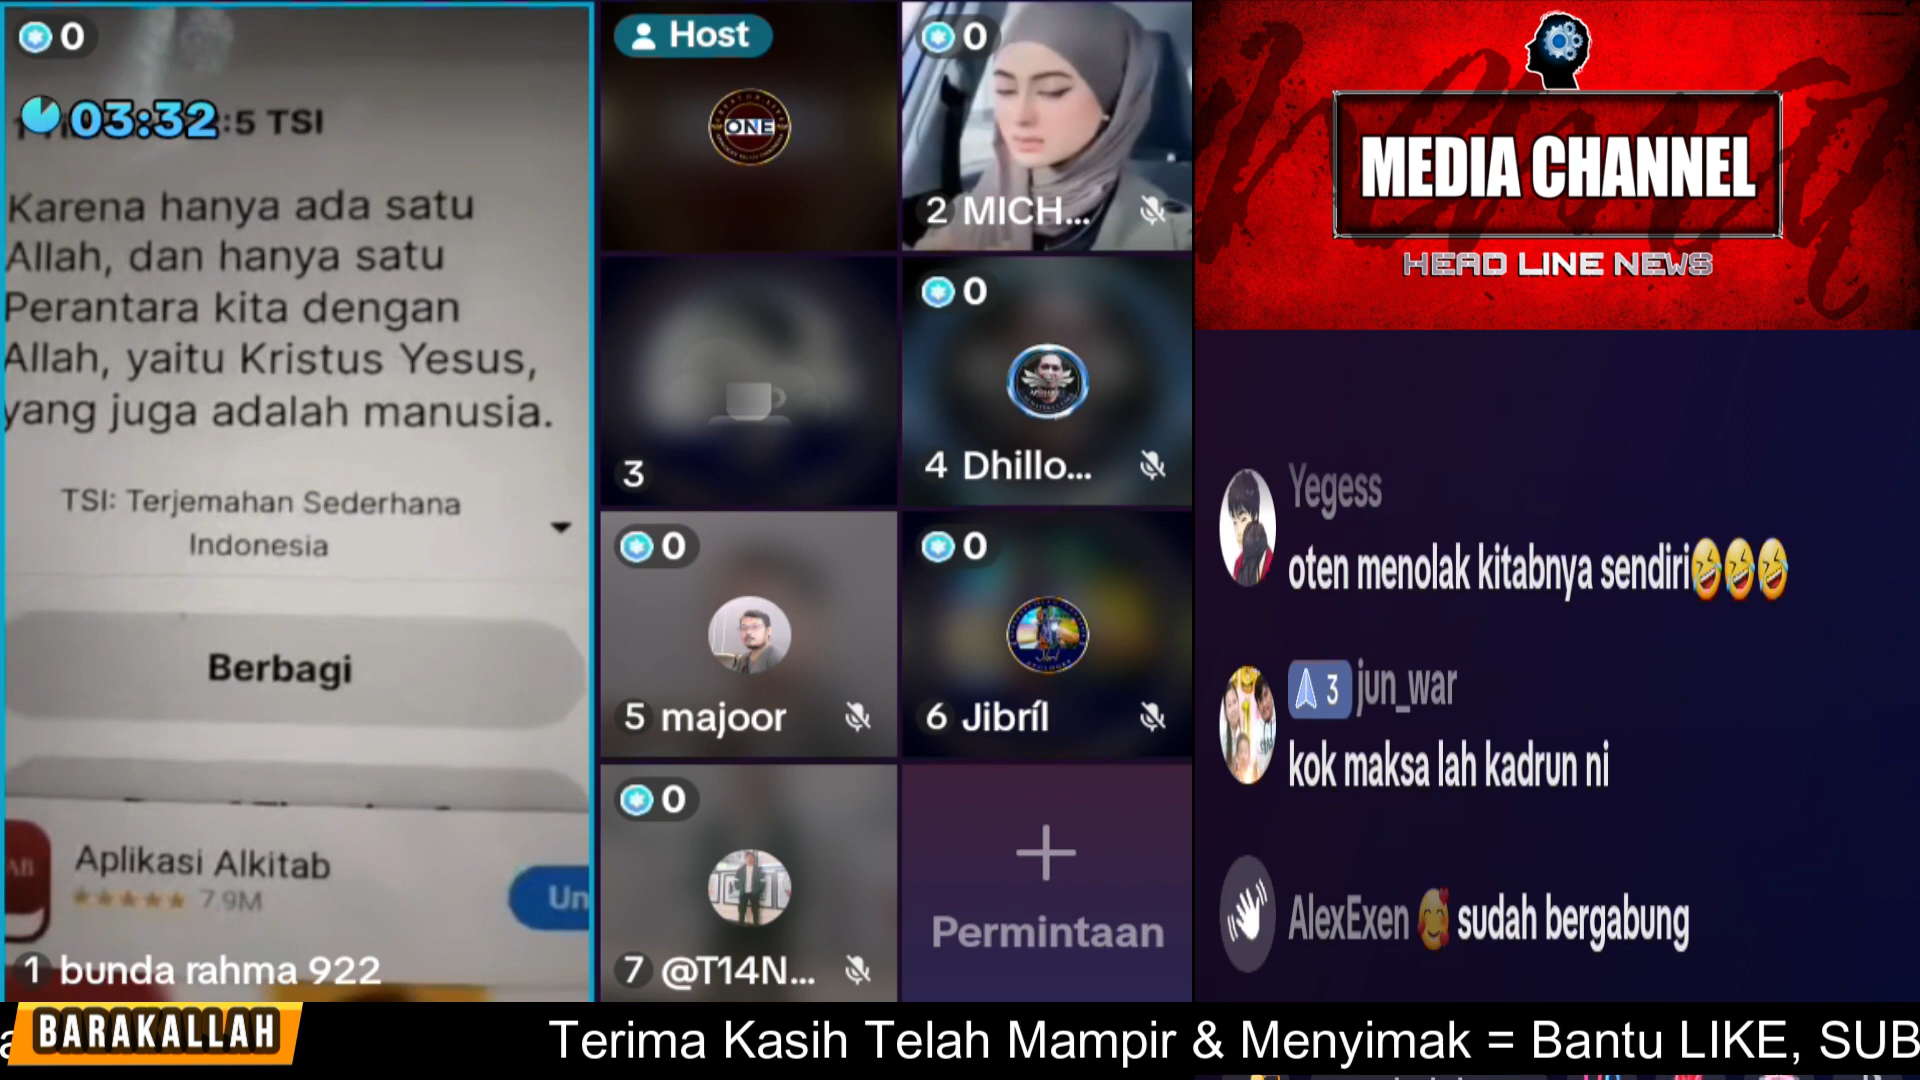 0
03:32
:5 TSI
Karena hanya ada satu
Allah, dan hanya satu
Perantara kita dengan
Allah, yaitu Kristus Yesus,
yang juga adalah manusia.
TSI: Terjemahan Sederhana
Indonesia
Berbagi
Aplikasi Alkitab
7.9M
Un
1 bunda rahma 922
Host
ONE
0
2 MICH...
3
0
4 Dhillo...
0
5 majoor
0
6 Jibríl
0
7 @T14N...
Permintaan
MEDIA CHANNEL
HEAD LINE NEWS
Yegess
oten menolak kitabnya sendiri🤣🤣🤣
3 jun_war
kok maksa lah kadrun ni
AlexExen 🥰 sudah bergabung
BARAKALLAH
Terima Kasih Telah Mampir & Menyimak = Bantu LIKE, SUB